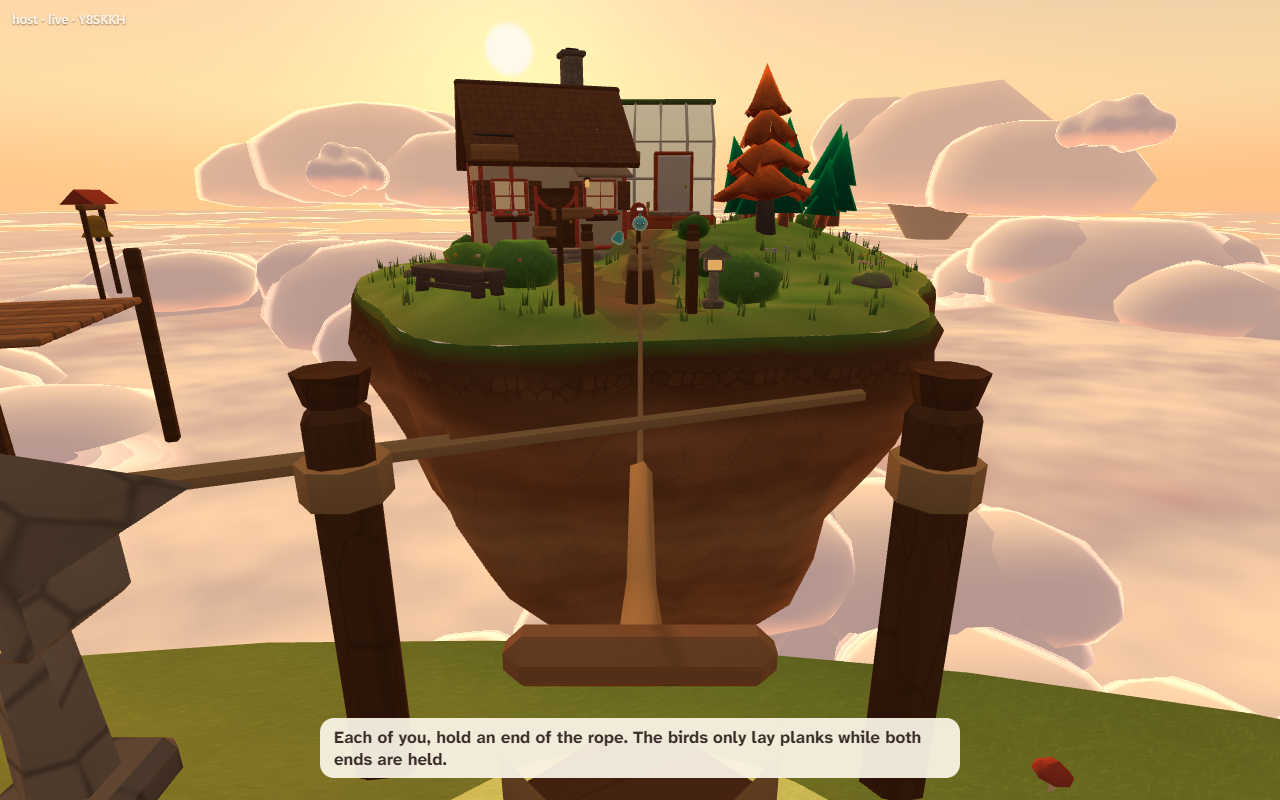 host - live - Y8SKKH
Each of you, hold an end of the rope. The birds only lay planks while both
ends are held.